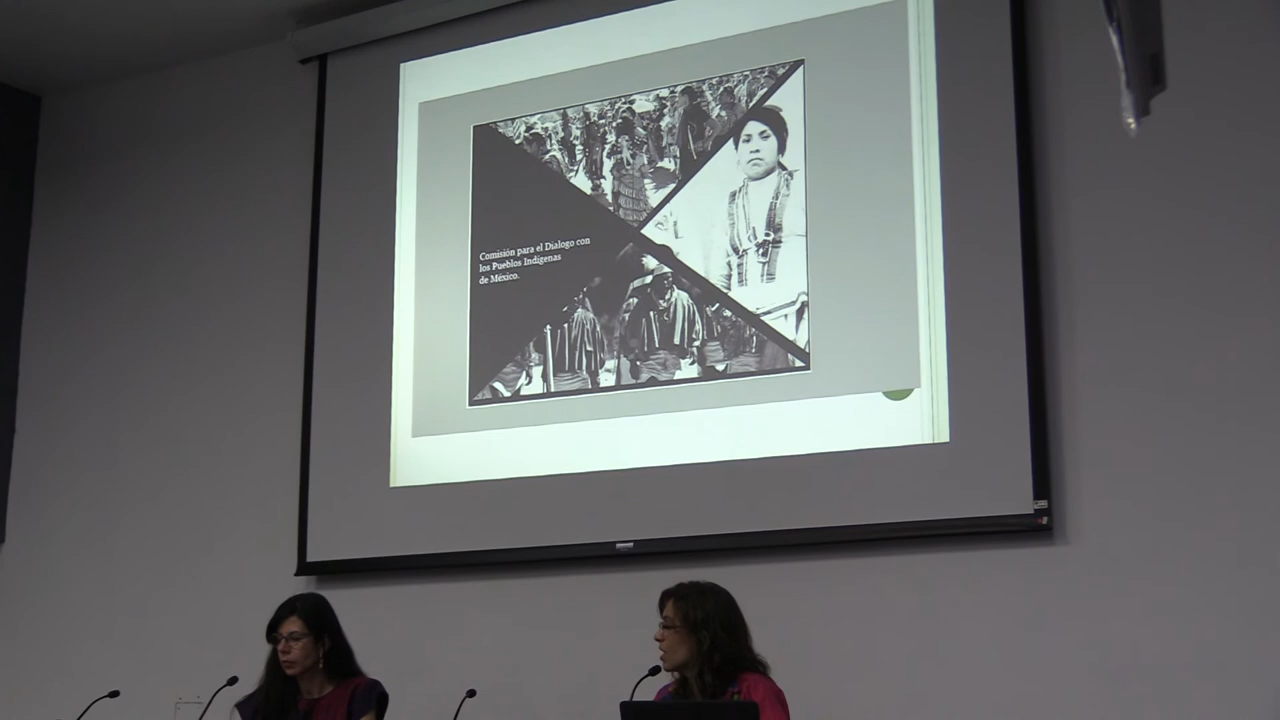 Comisión para el Dialogo con
los Pueblos Indígenas
de México.